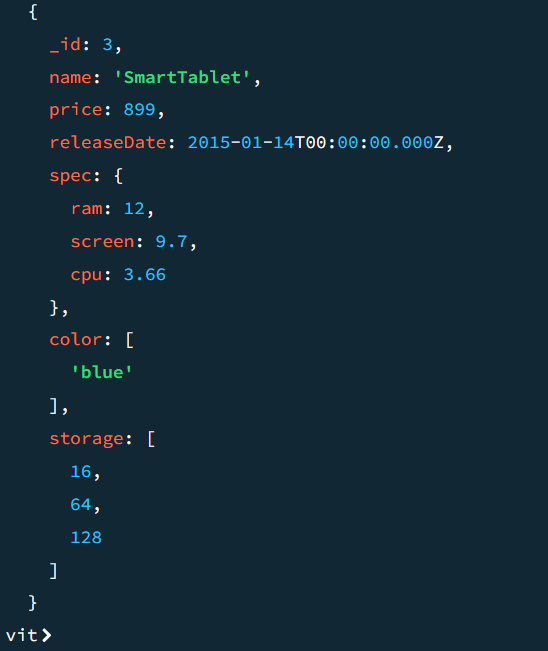 {
_id: 3,
name: 'SmartTablet',
price: 899,
releaseDate: 2015-01-14T00:00:00.000Z,
spec: {
ram: 12,
screen: 9.7,
cpu: 3.66
},
color: [
'blue'
],
storage: [
16,
64,
128
]
}
vit>